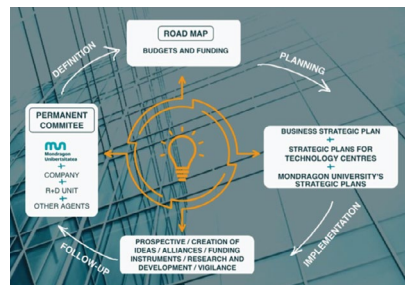 ROAD MAP
BUDGETS AND FUNDING
DEFINITION
PLANNING
PERMANENT
COMMITEE
Mondragon
Unibertsitatea
+
COMPANY
+
R+D UNIT
+
OTHER AGENTS
BUSINESS STRATEGIC PLAN
+
STRATEGIC PLANS FOR
TECHNOLOGY CENTRES
+
MONDRAGON UNIVERSITY'S
STRATEGIC PLANS
FOLLOW-UP
IMPLEMENTATION
PROSPECTIVE / CREATION OF
IDEAS / ALLIANCES / FUNDING
INSTRUMENTS / RESEARCH AND
DEVELOPMENT / VIGILANCE